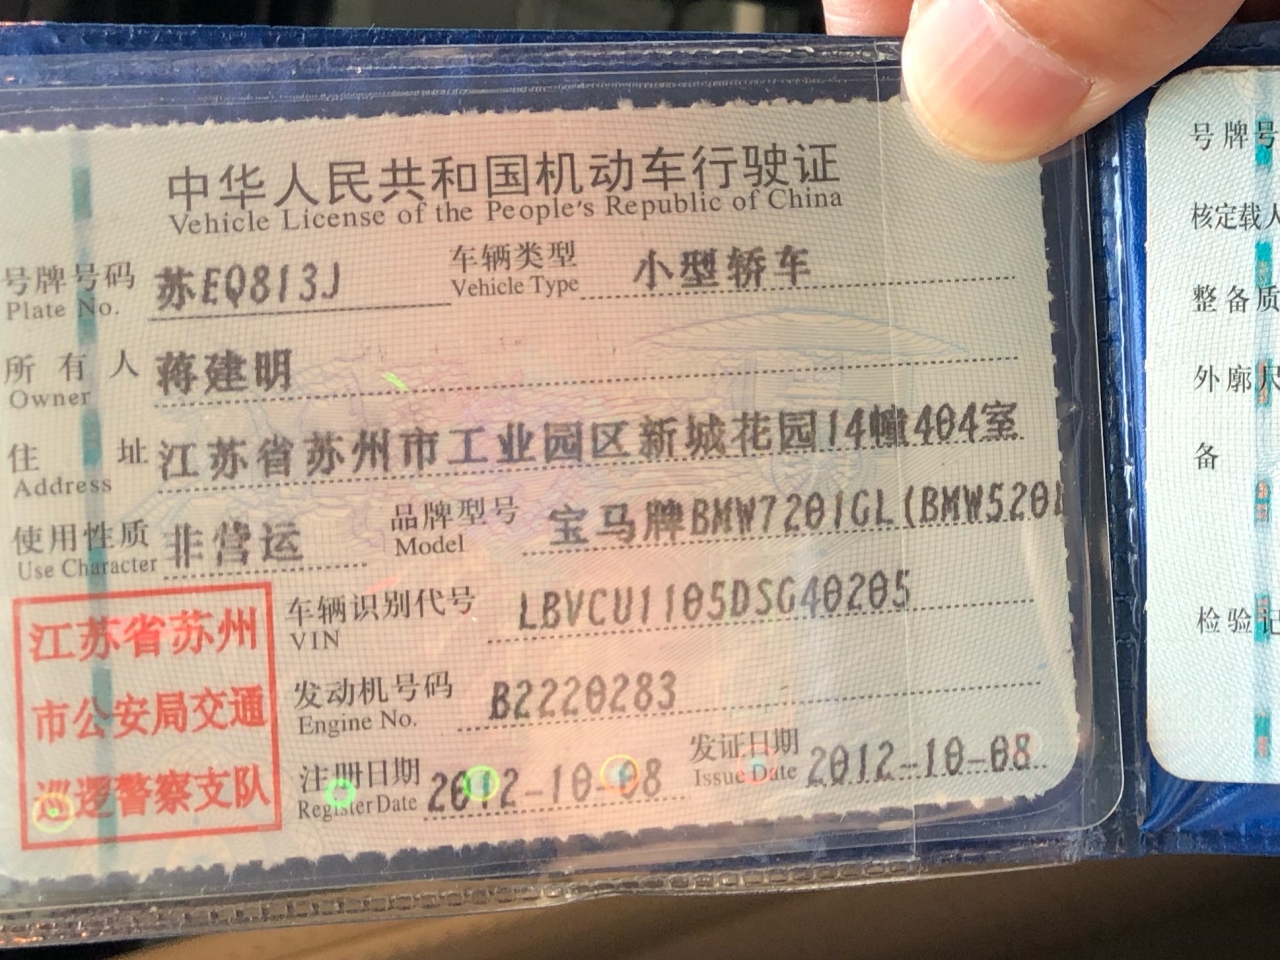 中华人民共和国机动车行驶证
Vehicle License of the People's Republic of China
号牌号码 苏EQ813J 车辆类型 小型轿车
Plate No. Vehicle Type
所有人 蒋建明
Owner
住址 江苏省苏州市工业园区新城花园14幢404室
Address
使用性质 非营运 品牌型号 宝马牌BMW7201GL(BMW520L
Use Character Model
江苏省苏州
市公安局交通
巡逻警察支队
车辆识别代号 LBVCU1105DSG40205
VIN
发动机号码 B2220283
Engine No.
注册日期 2012-10-08 发证日期 2012-10-08
Register Date Issue Date
号牌号
核定载人
整备质
外廓尺
备
检验记